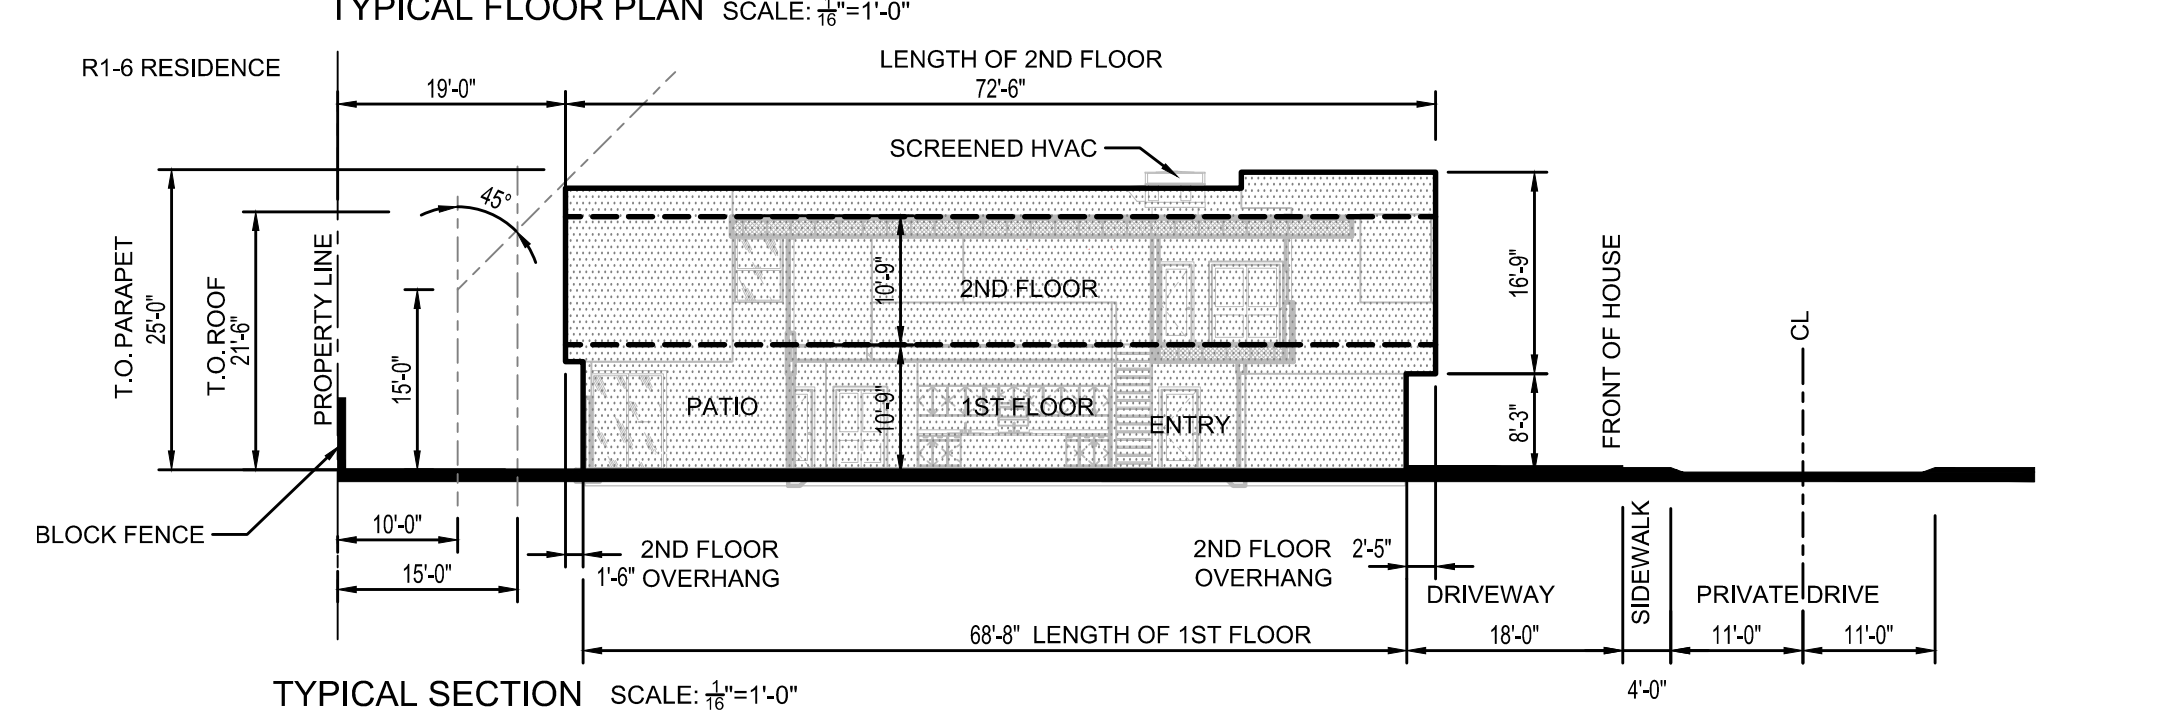 TYPICAL FLOOR PLAN SCALE: 1/16"=1'-0"
R1-6 RESIDENCE
LENGTH OF 2ND FLOOR
19'-0"
72'-6"
SCREENED HVAC
45°
T.O. PARAPET
25'-0"
T.O. ROOF
21'-6"
PROPERTY LINE
15'-0"
10'-9"
2ND FLOOR
16'-9"
FRONT OF HOUSE
CL
PATIO
10'-9"
1ST FLOOR
ENTRY
8'-3"
BLOCK FENCE
10'-0"
15'-0"
1'-6"
2ND FLOOR
OVERHANG
2ND FLOOR
OVERHANG
2'-5"
DRIVEWAY
SIDEWALK
PRIVATE DRIVE
68'-8" LENGTH OF 1ST FLOOR
18'-0"
11'-0"
11'-0"
4'-0"
TYPICAL SECTION SCALE: 1/16"=1'-0"